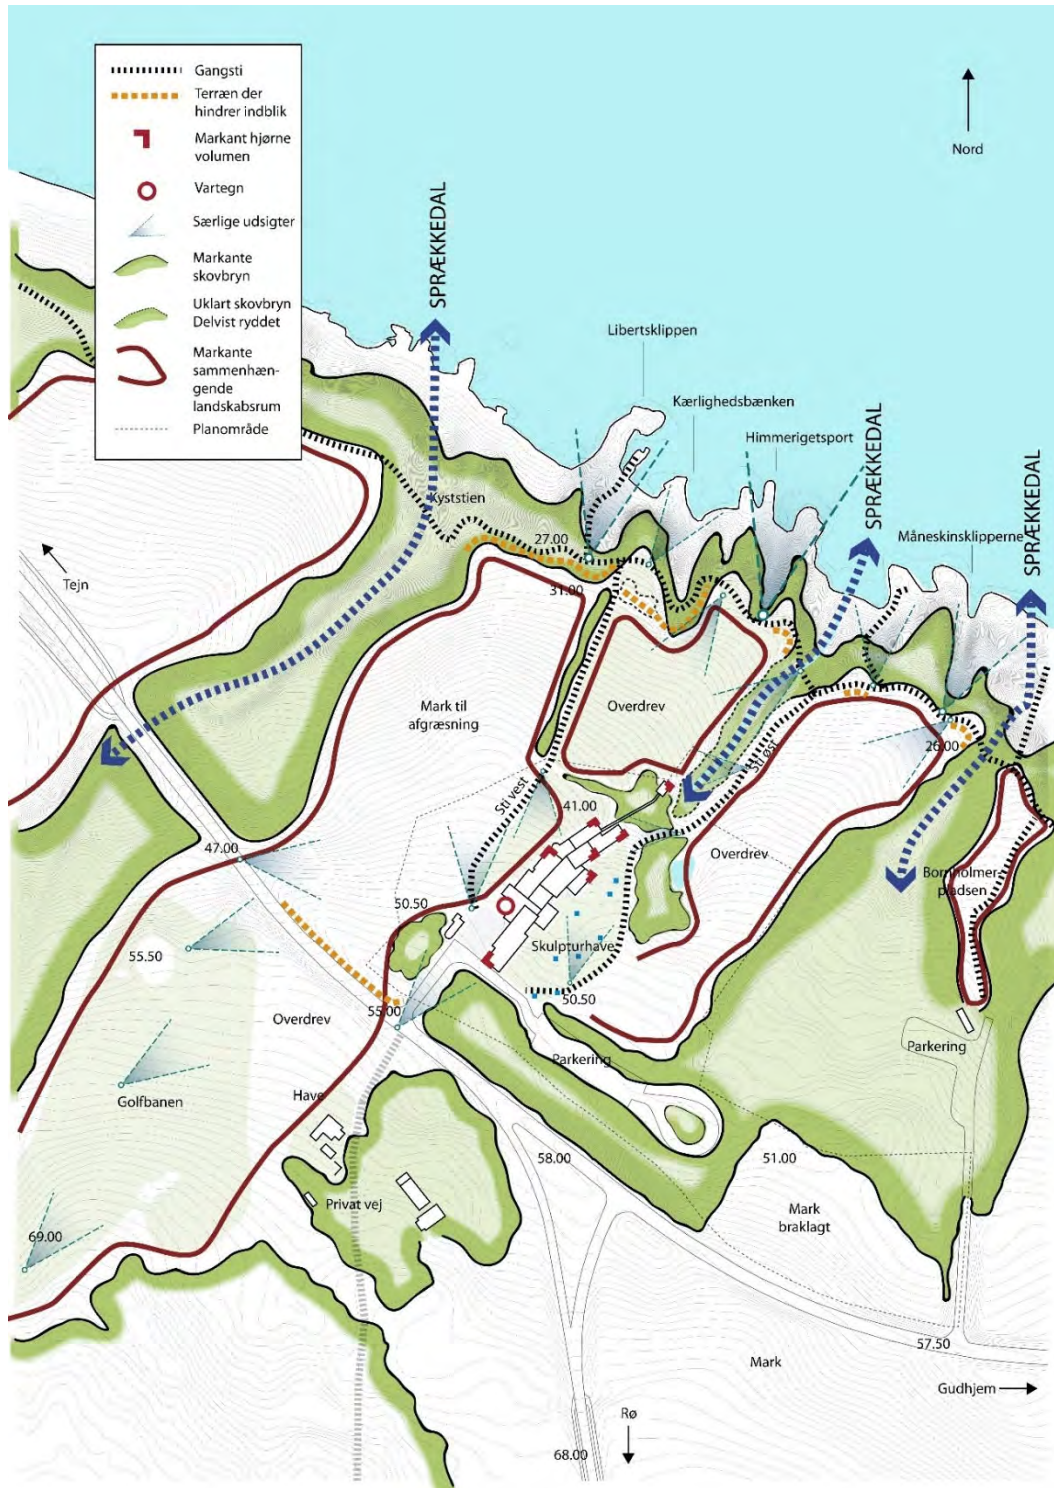 Gangsti
Terræn der
hindrer indblik
Markant hjørne
volumen
Vartegn
Særlige udsigter
Markante
skovbryn
Uklart skovbryn
Delvist ryddet
Markante
sammenhæn-
gende
landskabsrum
Planområde
Nord
SPRÆKKEDAL
Libertsklippen
Kærlighedsbænken
Himmerigetsport
SPRÆKKEDAL
SPRÆKKEDAL
Måneskinsklipperne
Kyststien
27.00
31.00
Tejn
Mark til
afgræsning
Overdrev
Sti øst
26.00
Sti vest
41.00
47.00
Overdrev
Bornholmer-
pladsen
50.50
Skulpturhave
55.50
50.50
55.00
Overdrev
Parkering
Parkering
Golfbanen
Have
58.00
51.00
Privat vej
Mark
braklagt
69.00
57.50
Mark
Gudhjem
Rø
68.00